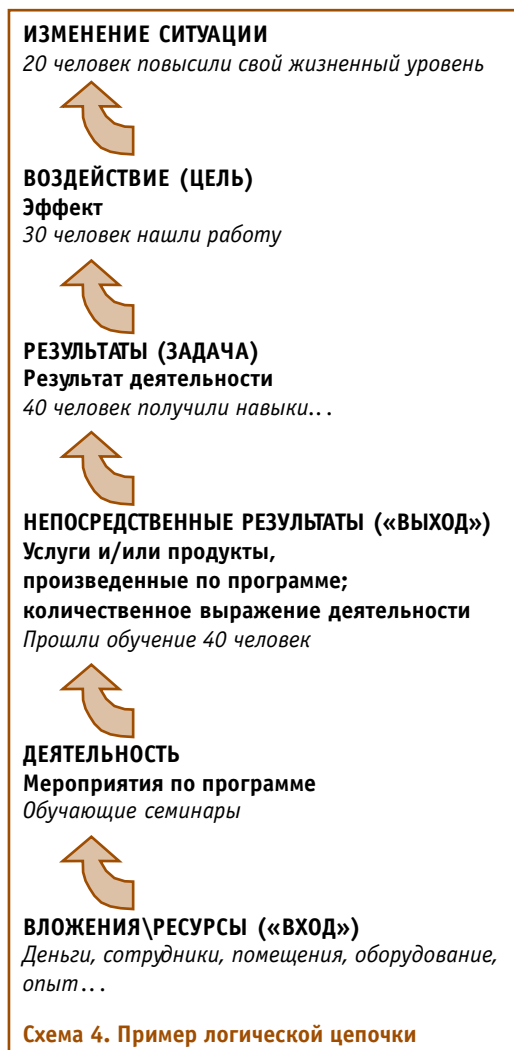 ИЗМЕНЕНИЕ СИТУАЦИИ
20 человек повысили свой жизненный уровень
ВОЗДЕЙСТВИЕ (ЦЕЛЬ)
Эффект
30 человек нашли работу
РЕЗУЛЬТАТЫ (ЗАДАЧА)
Результат деятельности
40 человек получили навыки...
НЕПОСРЕДСТВЕННЫЕ РЕЗУЛЬТАТЫ («ВЫХОД»)
Услуги и/или продукты,
произведенные по программе;
количественное выражение деятельности
Прошли обучение 40 человек
ДЕЯТЕЛЬНОСТЬ
Мероприятия по программе
Обучающие семинары
ВЛОЖЕНИЯ\РЕСУРСЫ («ВХОД»)
Деньги, сотрудники, помещения, оборудование,
опыт...
Схема 4. Пример логической цепочки